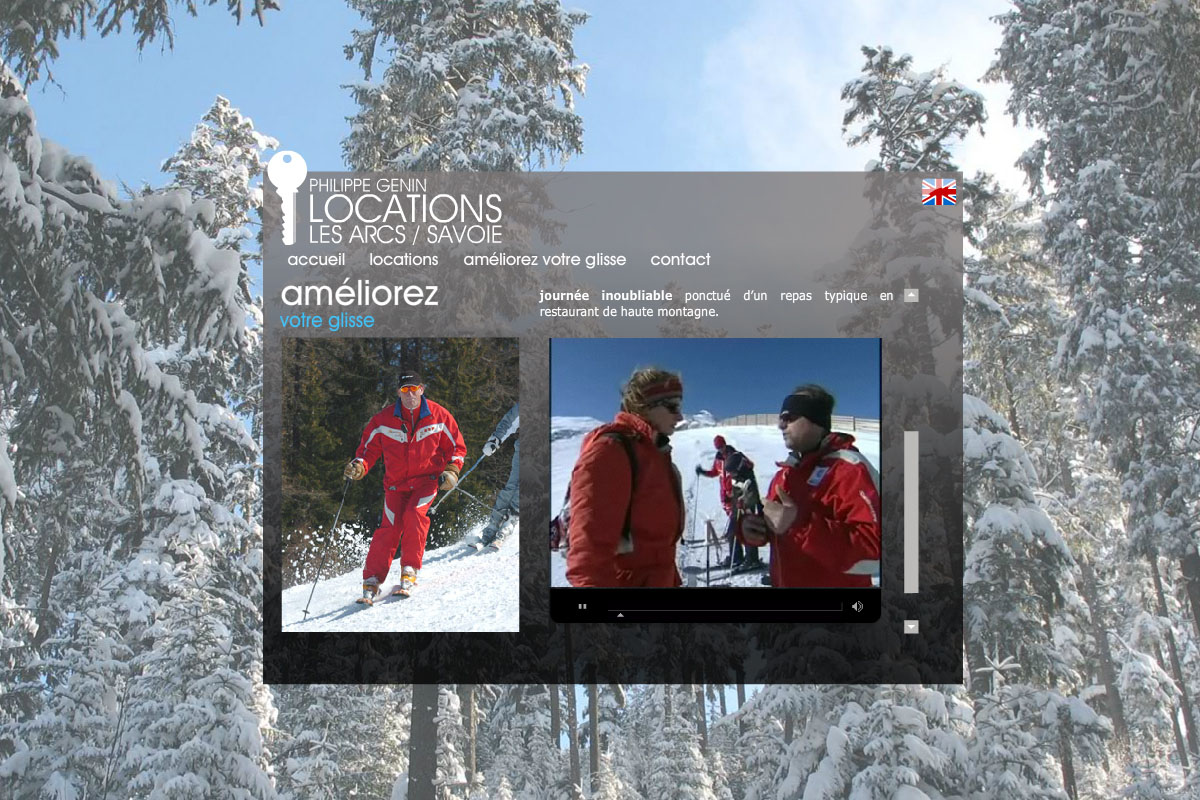 PHILIPPE GENIN
LOCATIONS
LES ARCS / SAVOIE
accueil locations améliorez votre glisse contact
améliorez
votre glisse
journée inoubliable ponctué d'un repas typique en
restaurant de haute montagne.